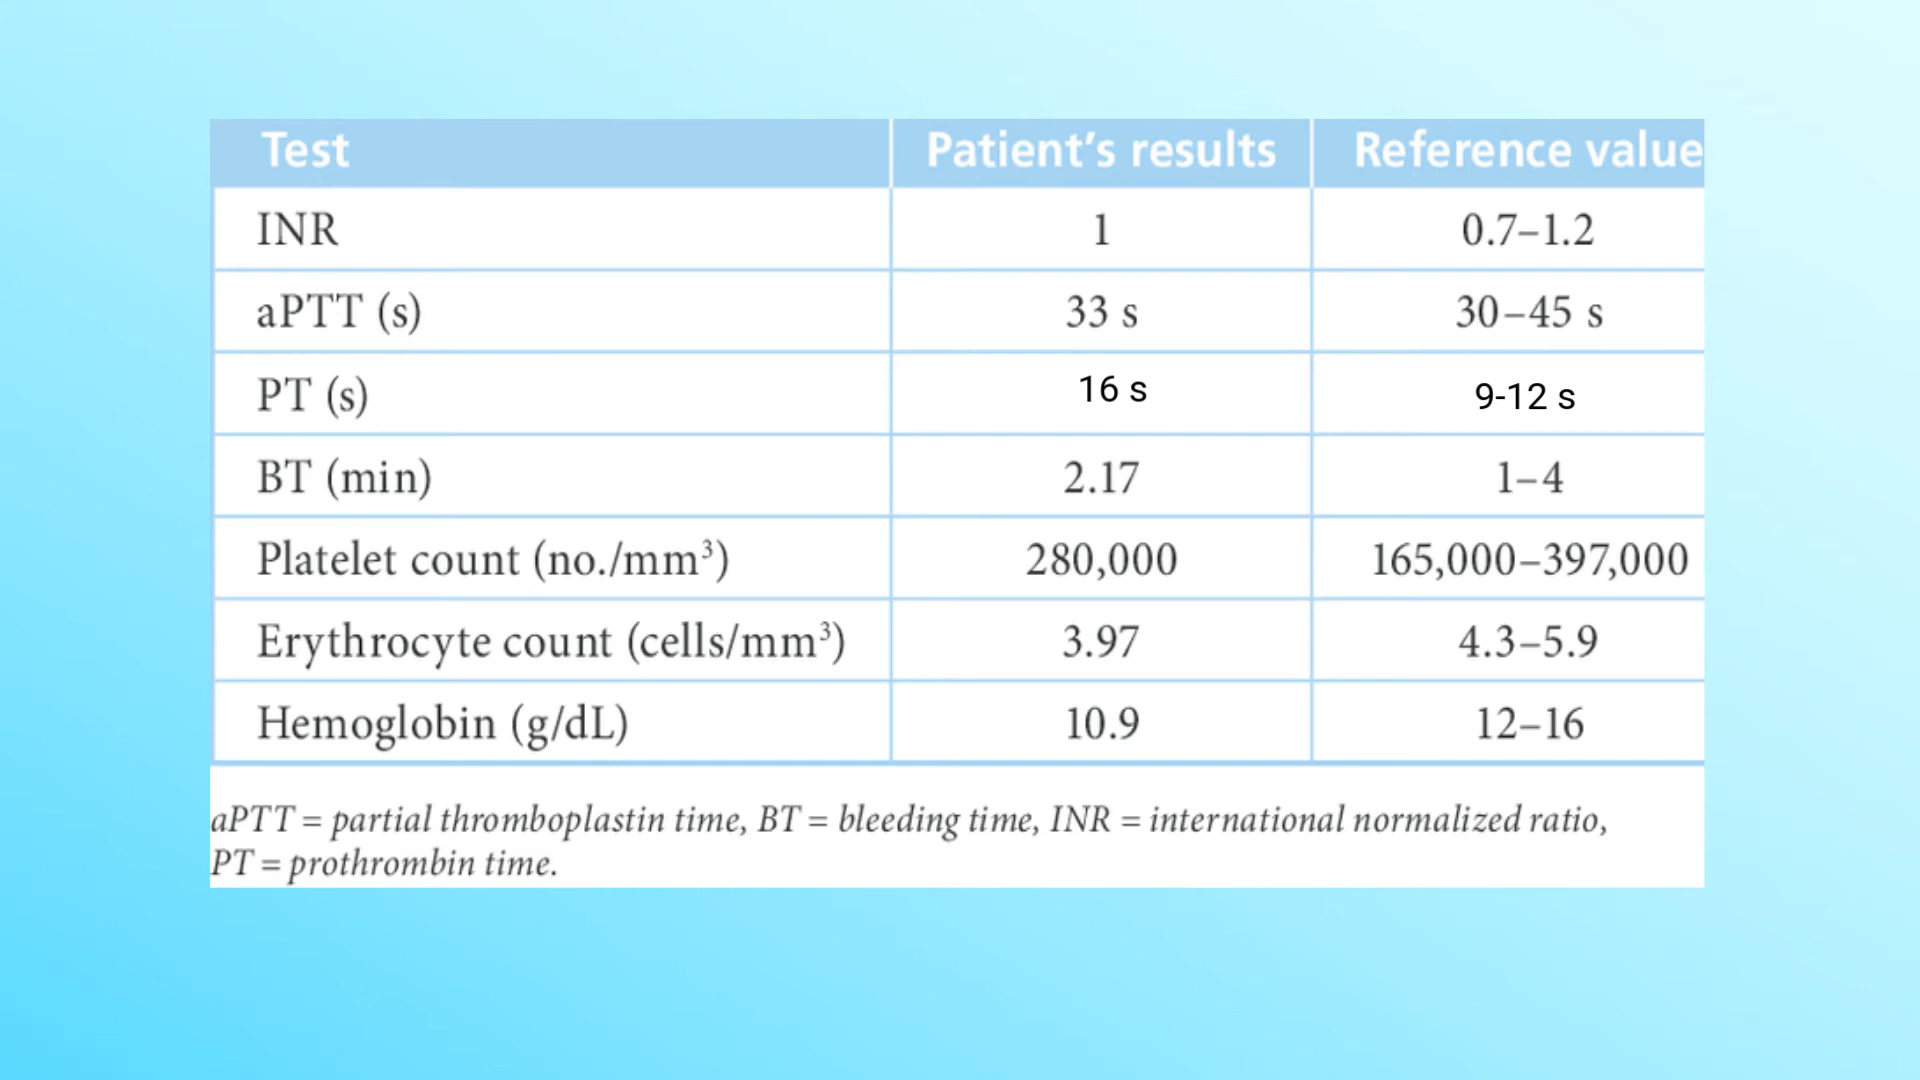 Test Patient's results Reference value
INR 1 0.7–1.2
aPTT (s) 33 s 30–45 s
PT (s) 16 s 9-12 s
BT (min) 2.17 1–4
Platelet count (no./mm³) 280,000 165,000–397,000
Erythrocyte count (cells/mm³) 3.97 4.3–5.9
Hemoglobin (g/dL) 10.9 12–16
aPTT = partial thromboplastin time, BT = bleeding time, INR = international normalized ratio,
PT = prothrombin time.